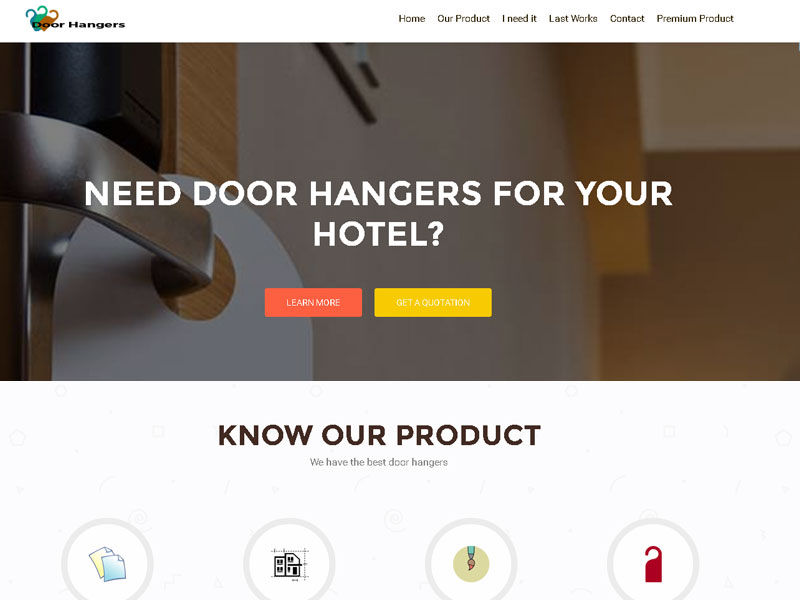 Door Hangers
Home Our Product I need it Last Works Contact Premium Product
NEED DOOR HANGERS FOR YOUR
HOTEL?
LEARN MORE GET A QUOTATION
KNOW OUR PRODUCT
We have the best door hangers